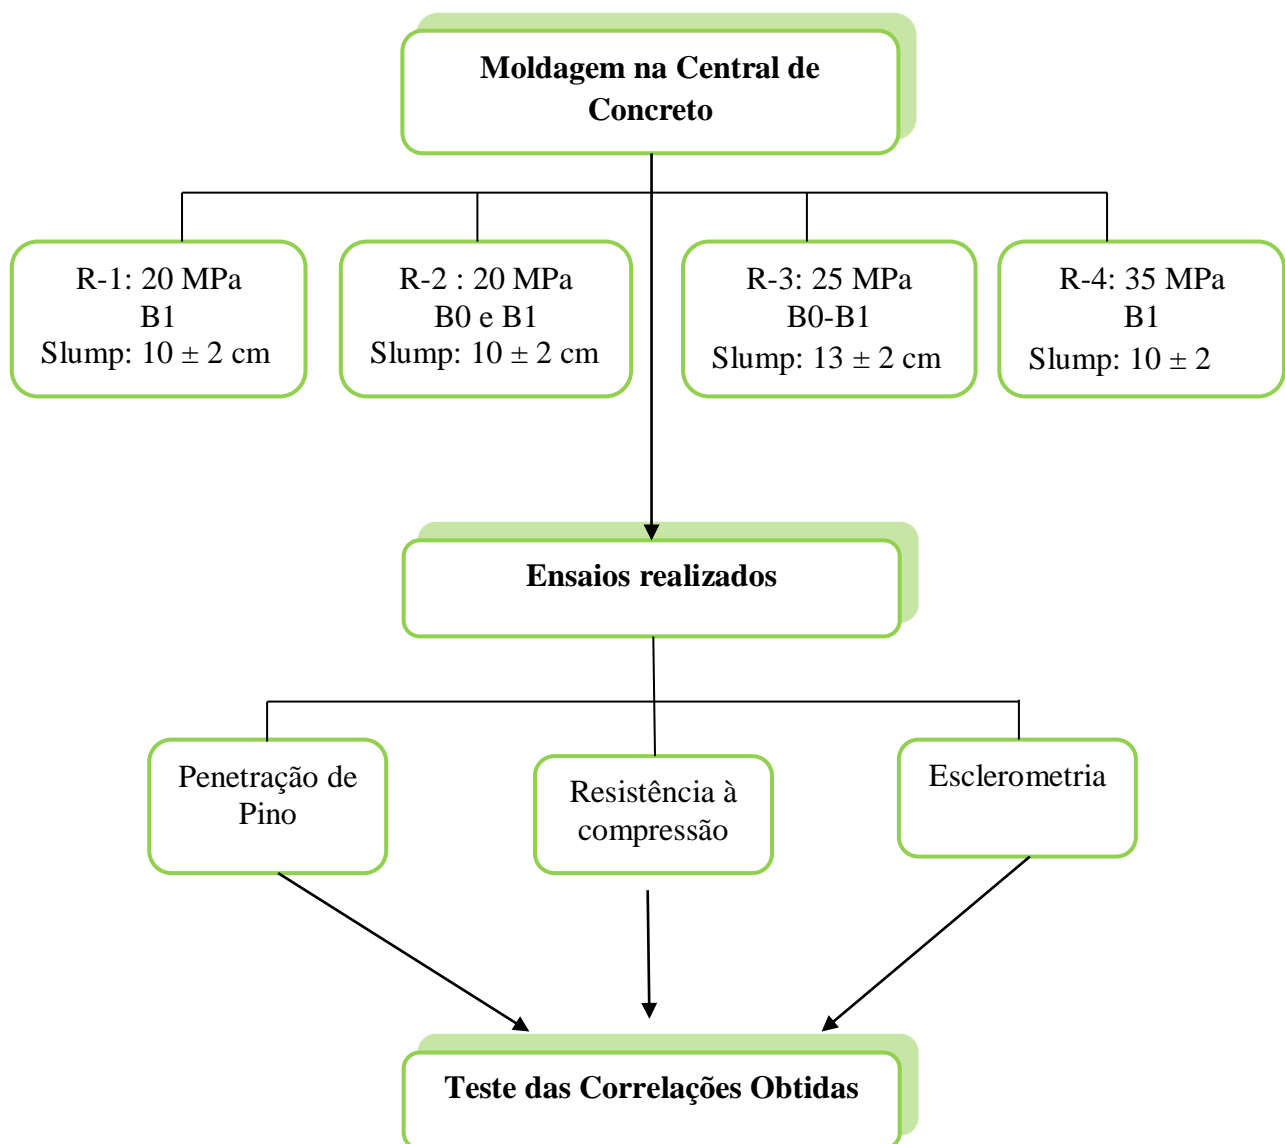 Moldagem na Central de
Concreto
R-1: 20 MPa
B1
Slump: 10 ± 2 cm
R-2 : 20 MPa
B0 e B1
Slump: 10 ± 2 cm
R-3: 25 MPa
B0-B1
Slump: 13 ± 2 cm
R-4: 35 MPa
B1
Slump: 10 ± 2
Ensaios realizados
Penetração de
Pino
Resistência à
compressão
Esclerometria
Teste das Correlações Obtidas